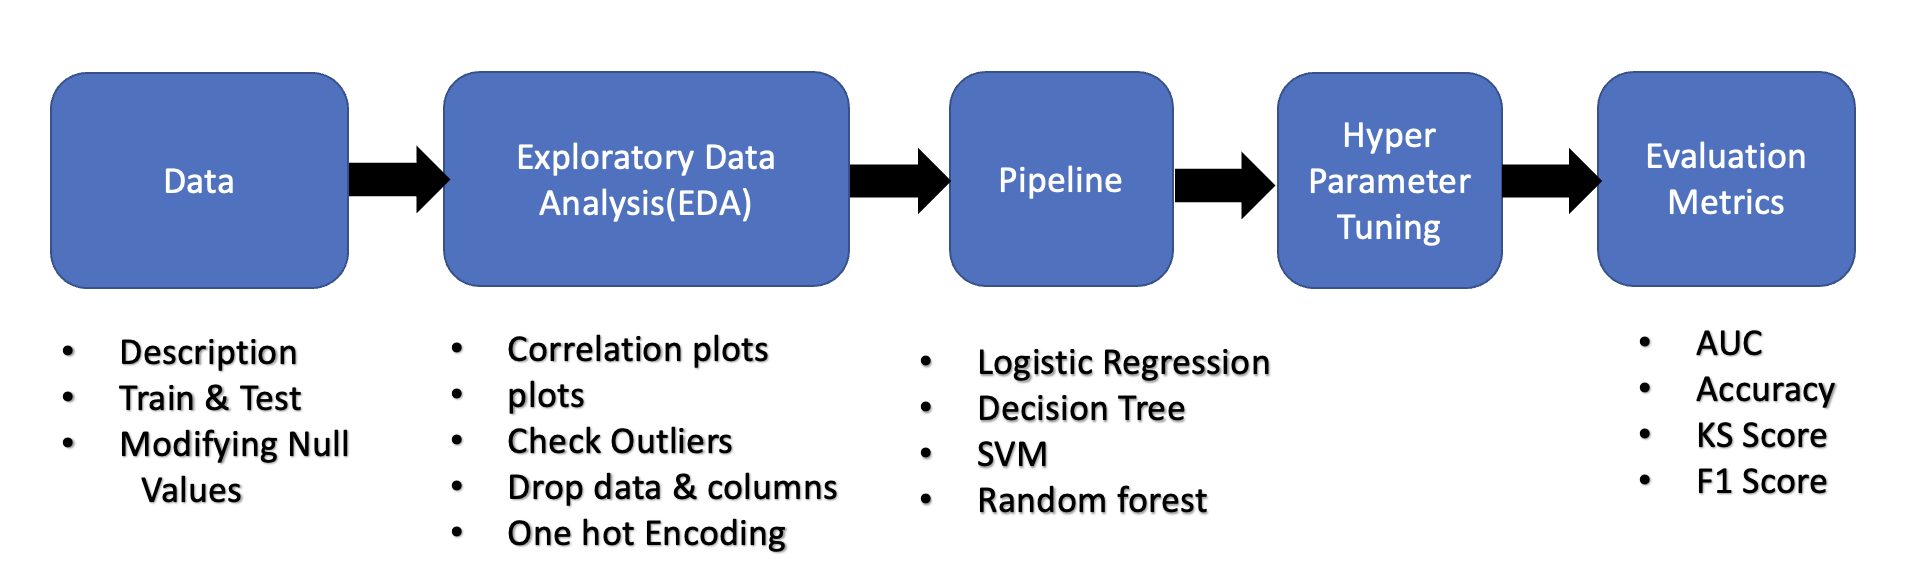 Data
Exploratory Data
Analysis(EDA)
Pipeline
Hyper
Parameter
Tuning
Evaluation
Metrics
• Description
• Train & Test
• Modifying Null
Values
• Correlation plots
• plots
• Check Outliers
• Drop data & columns
• One hot Encoding
• Logistic Regression
• Decision Tree
• SVM
• Random forest
• AUC
• Accuracy
• KS Score
• F1 Score